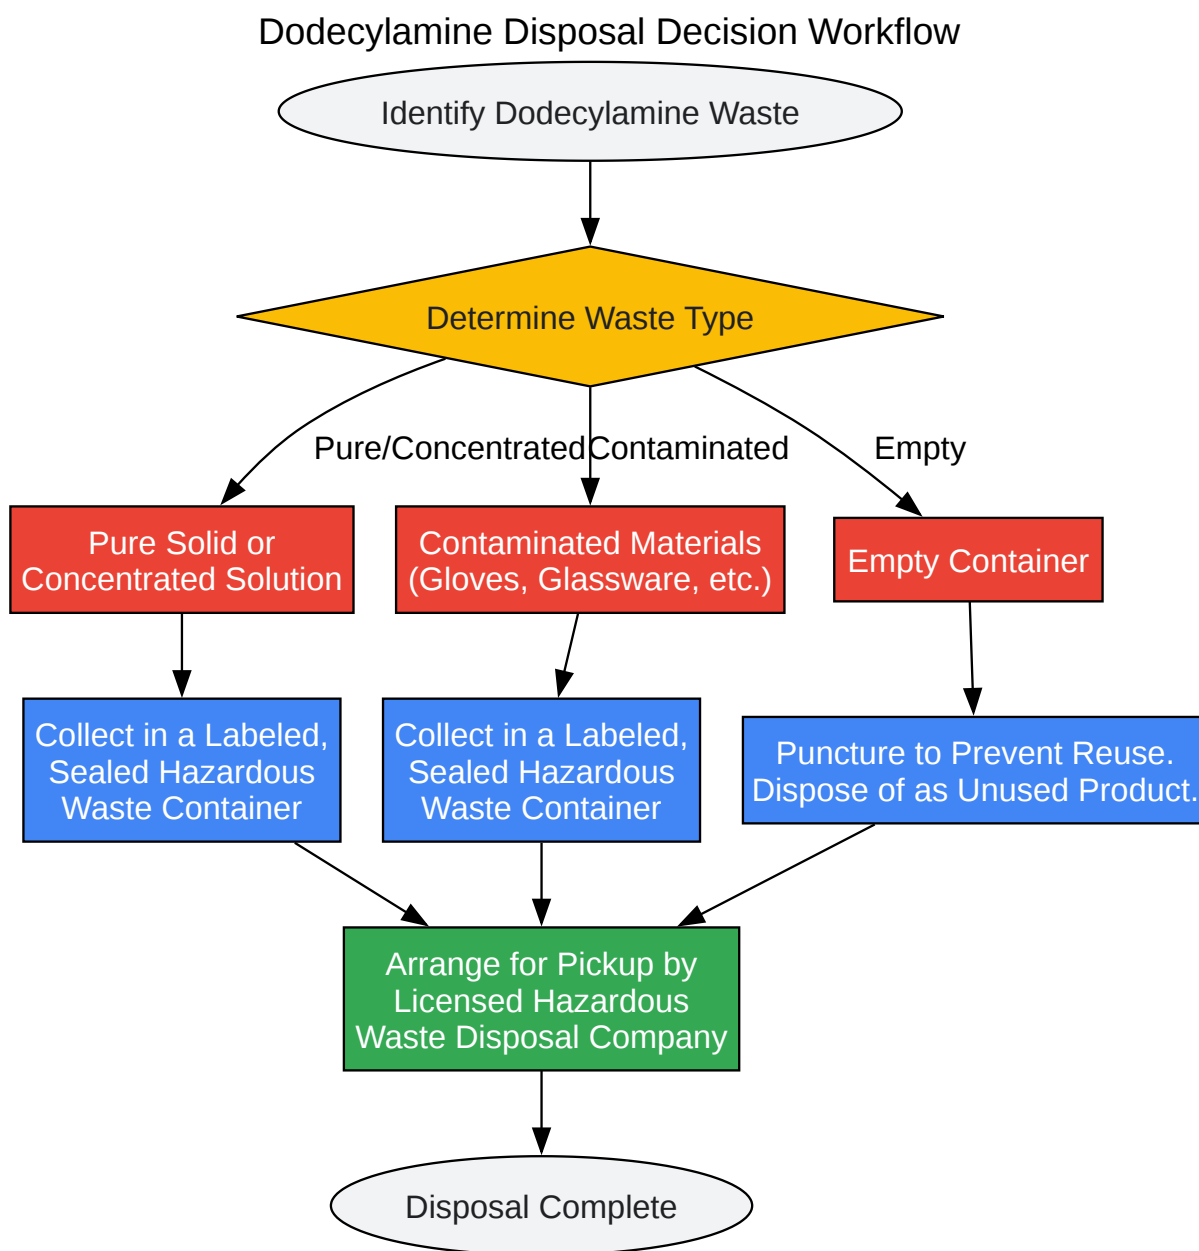 Dodecylamine Disposal Decision Workflow
Identify Dodecylamine Waste
Determine Waste Type
Pure/Concentrated
Contaminated
Empty
Pure Solid or
Concentrated Solution
Contaminated Materials
(Gloves, Glassware, etc.)
Empty Container
Collect in a Labeled,
Sealed Hazardous
Waste Container
Collect in a Labeled,
Sealed Hazardous
Waste Container
Puncture to Prevent Reuse.
Dispose of as Unused Product.
Arrange for Pickup by
Licensed Hazardous
Waste Disposal Company
Disposal Complete